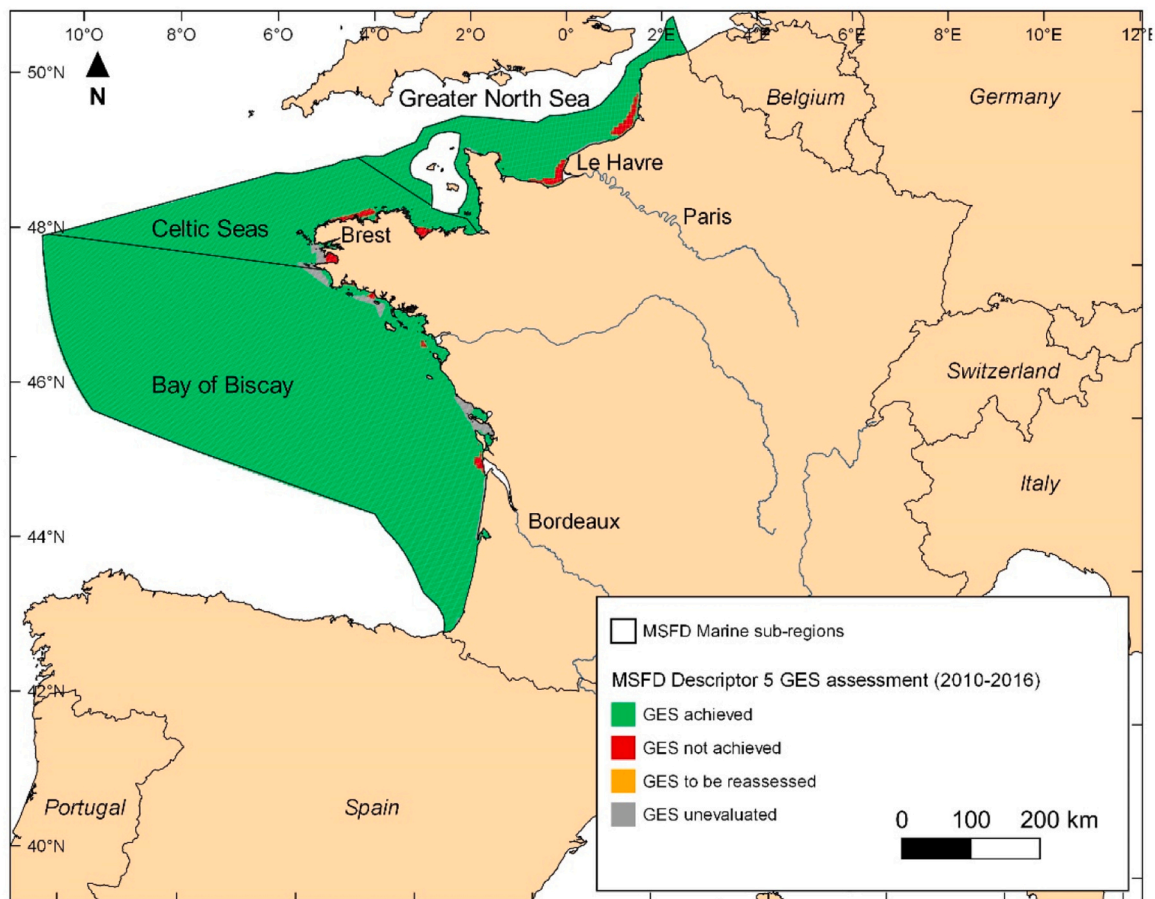 10°O 8°O 6°O 4°O 2°O 0° 2°E 4°E 6°E 8°E 10°E 12°E
50°N
N
Greater North Sea
Belgium
Germany
Le Havre
Paris
48°N
Celtic Seas
Brest
46°N
Bay of Biscay
Switzerland
Italy
44°N
Bordeaux
42°N
Portugal
Spain
40°N
MSFD Marine sub-regions
MSFD Descriptor 5 GES assessment (2010-2016)
GES achieved
GES not achieved
GES to be reassessed
GES unevaluated
0 100 200 km